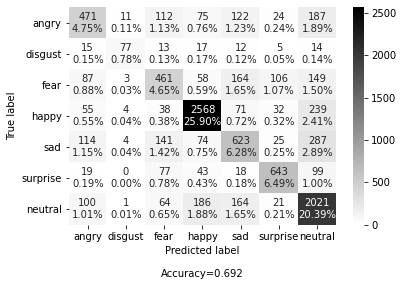 471 11 112 75 122 24 187
4.75% 0.11% 1.13% 0.76% 1.23% 0.24% 1.89%
angry
15 77 13 17 12 5 14
0.15% 0.78% 0.13% 0.17% 0.12% 0.05% 0.14%
disgust
87 3 461 58 164 106 149
0.88% 0.03% 4.65% 0.59% 1.65% 1.07% 1.50%
fear
55 4 38 2568 71 32 239
0.55% 0.04% 0.38% 25.90% 0.72% 0.32% 2.41%
happy
114 4 141 74 623 25 287
1.15% 0.04% 1.42% 0.75% 6.28% 0.25% 2.89%
sad
19 0 77 43 18 643 99
0.19% 0.00% 0.78% 0.43% 0.18% 6.49% 1.00%
surprise
100 1 64 186 164 21 2021
1.01% 0.01% 0.65% 1.88% 1.65% 0.21% 20.39%
neutral
True label
angry disgust fear happy sad surprise neutral
Predicted label
Accuracy=0.692
2500
2000
1500
1000
500
0